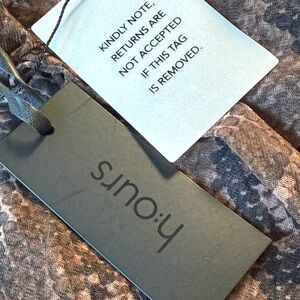 KINDLY NOTE,
RETURNS ARE
NOT ACCEPTED
IF THIS TAG
IS REMOVED.
h:ours